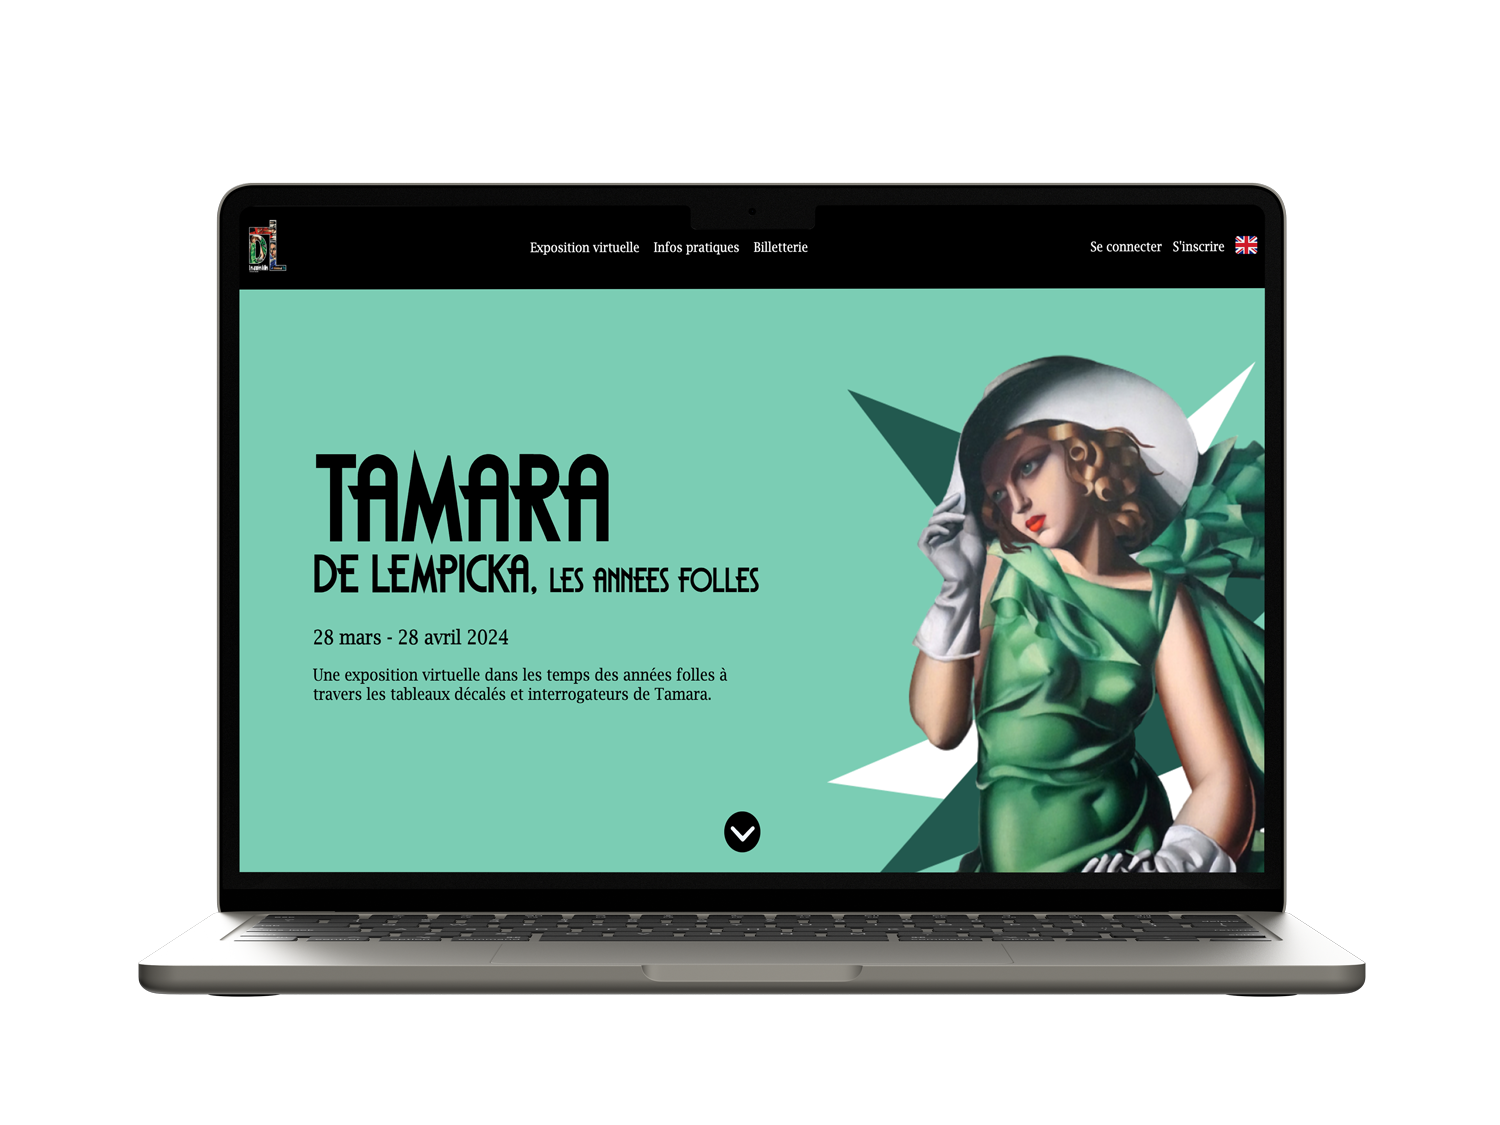 Exposition virtuelle Infos pratiques Billetterie
Se connecter S'inscrire
TAMARA
DE LEMPICKA, LES ANNEES FOLLES
28 mars - 28 avril 2024
Une exposition virtuelle dans les temps des années folles à
travers les tableaux décalés et interrogateurs de Tamara.